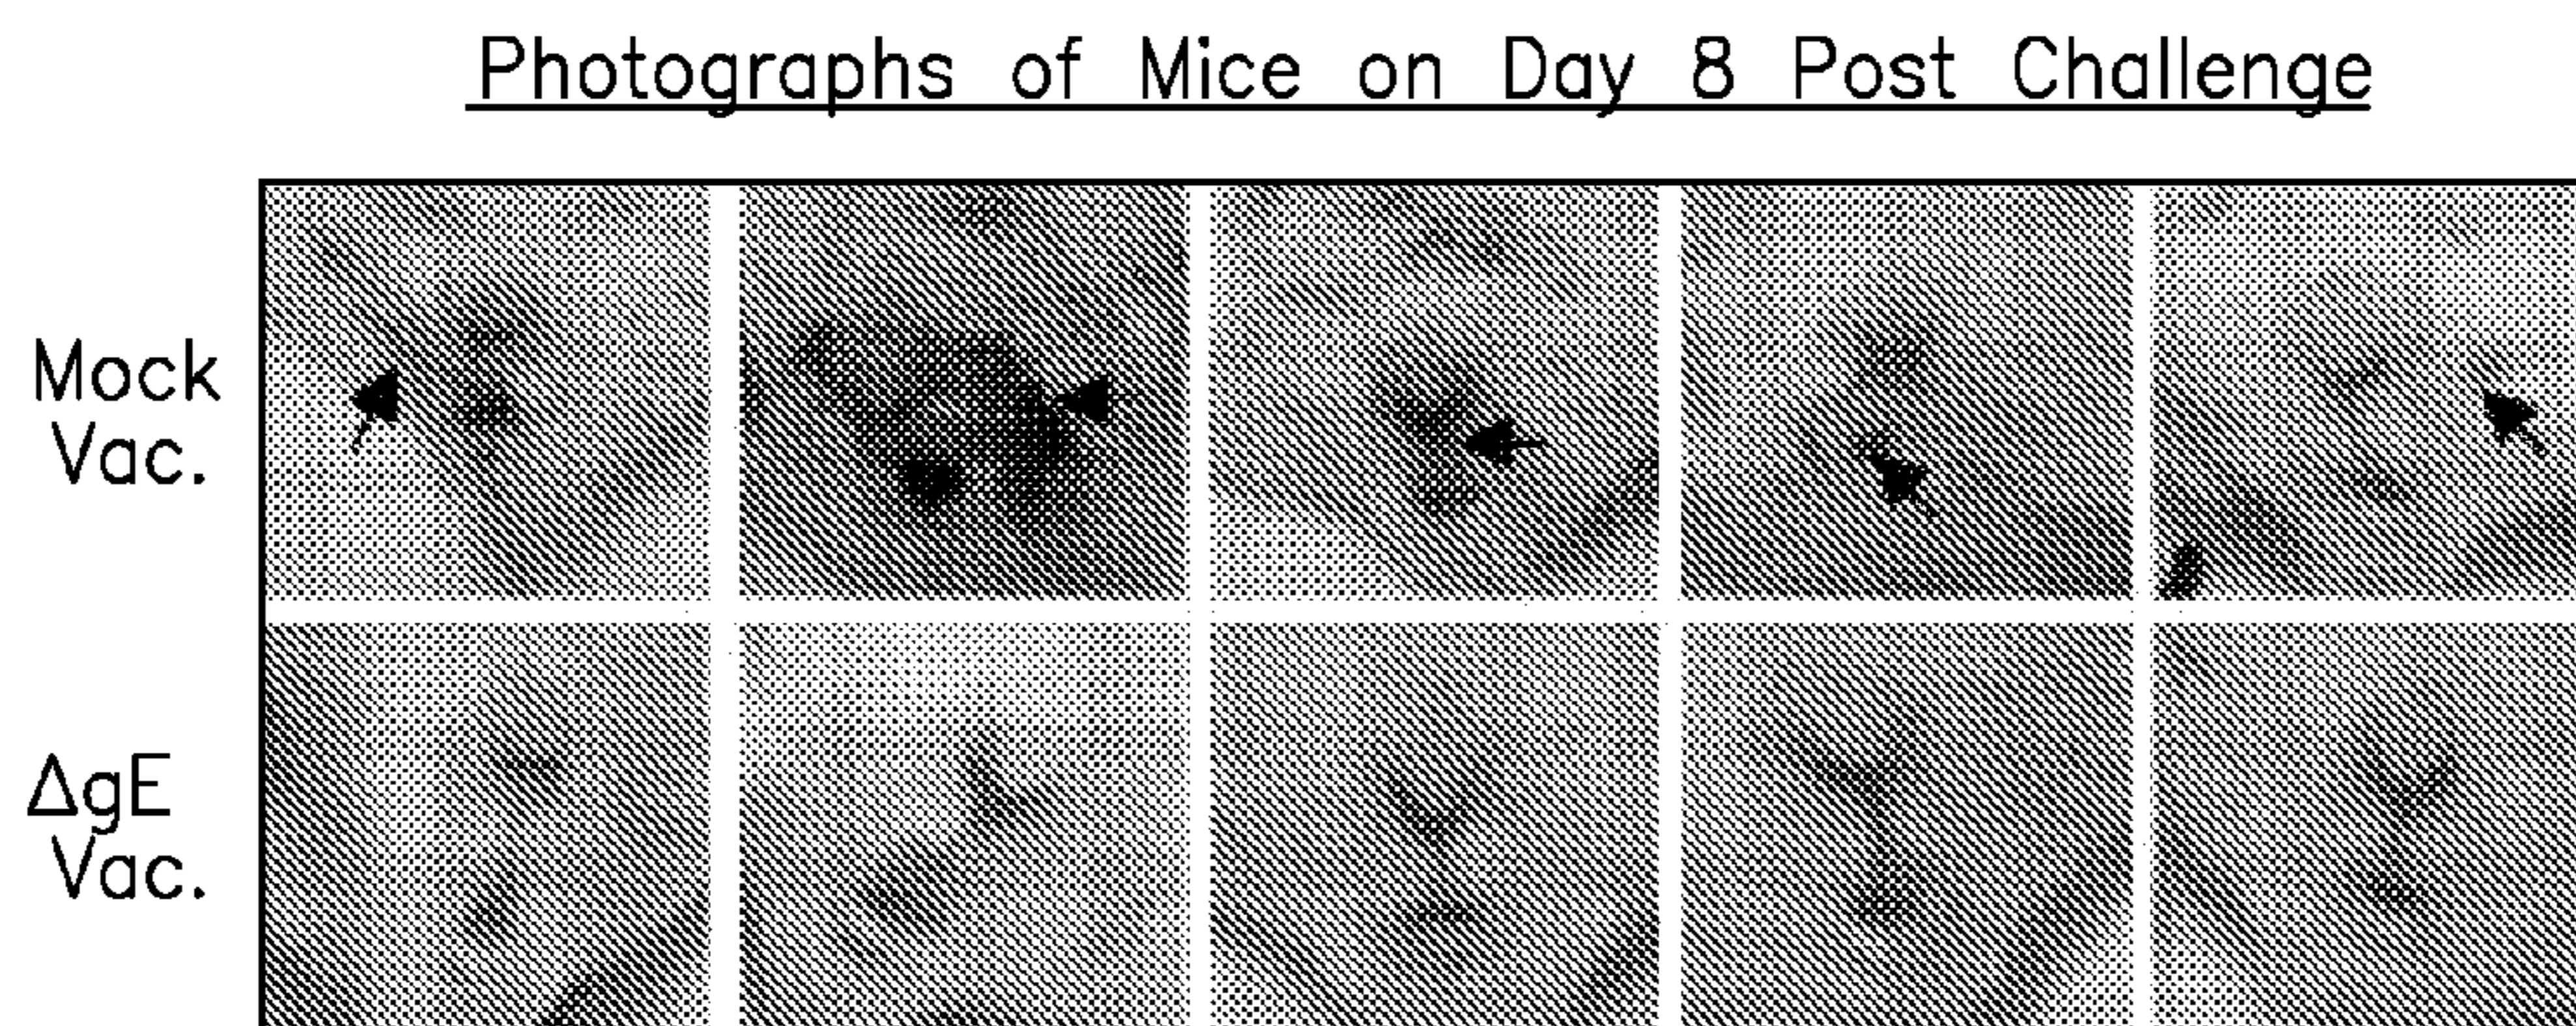 Photographs of Mice on Day 8 Post Challenge
Mock
Vac.
ΔgE
Vac.